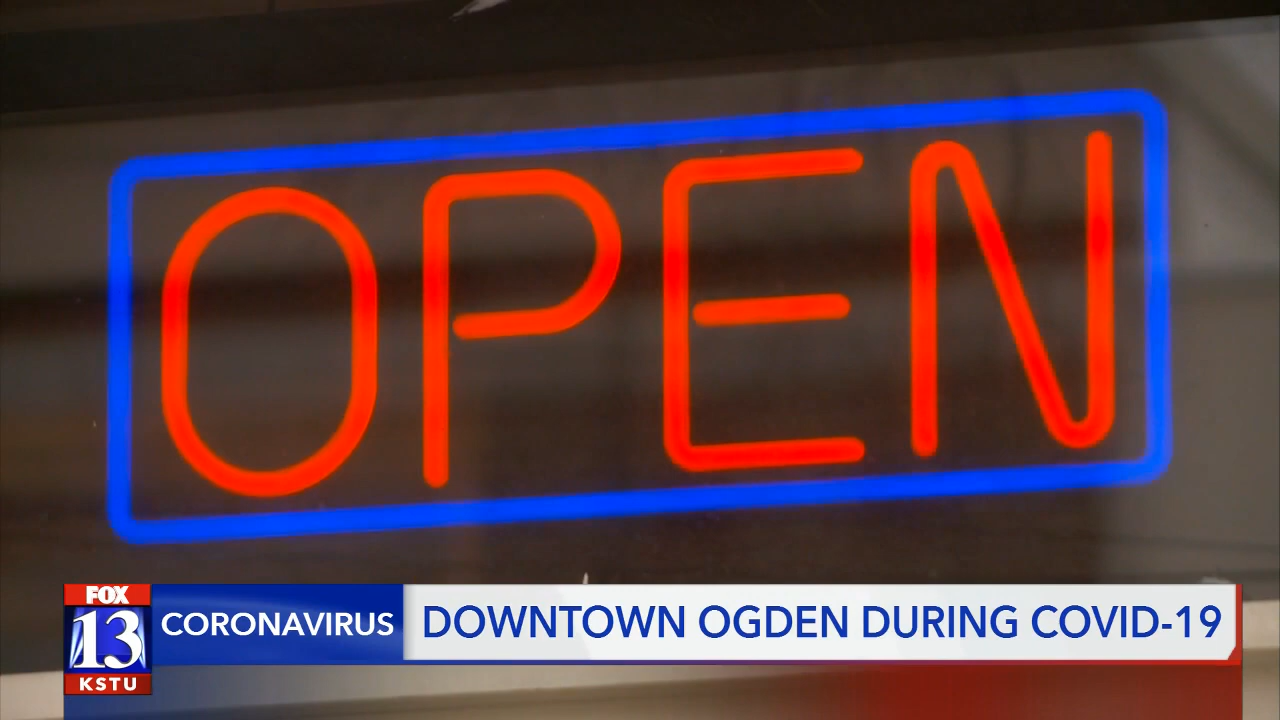 OPEN
FOX
13
KSTU
CORONAVIRUS
DOWNTOWN OGDEN DURING COVID-19